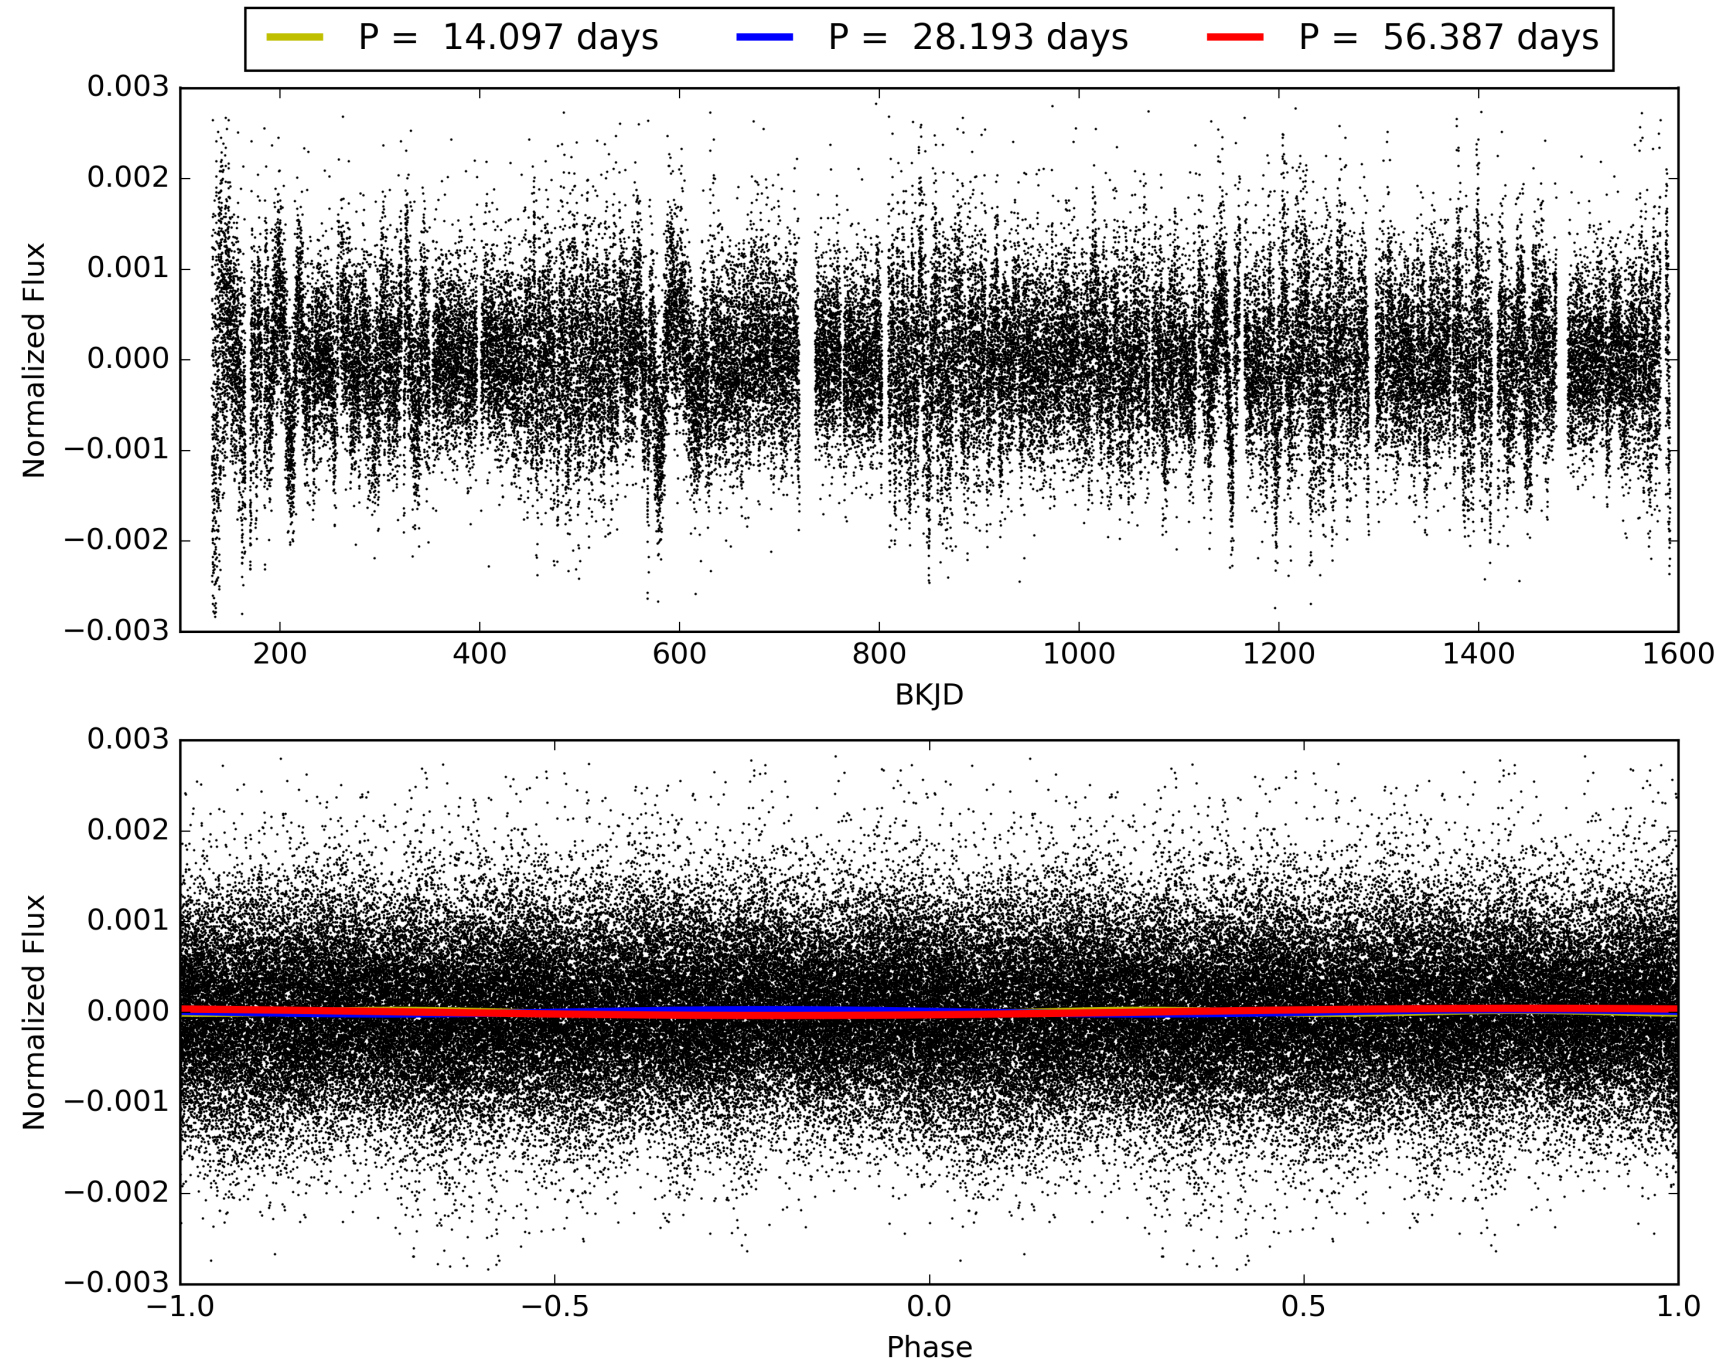 P = 14.097 days
P = 28.193 days
P = 56.387 days
0.003
0.002
0.001
0.000
−0.001
−0.002
−0.003
Normalized Flux
200 400 600 800 1000 1200 1400 1600
BKJD
0.003
0.002
0.001
0.000
−0.001
−0.002
−0.003
Normalized Flux
−1.0 −0.5 0.0 0.5 1.0
Phase